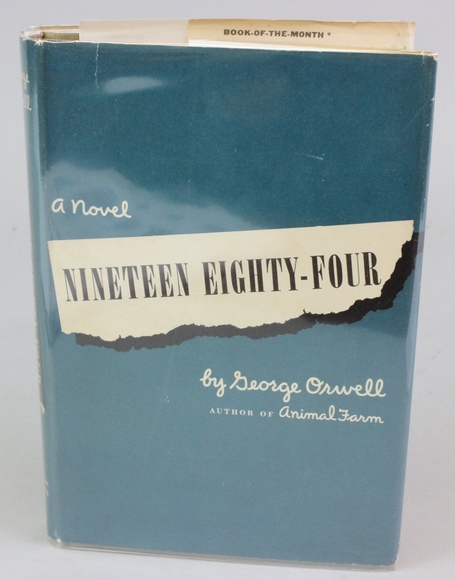 BOOK-OF-THE-MONTH*
A Novel
NINETEEN EIGHTY-FOUR
by George Orwell
AUTHOR OF Animal Farm